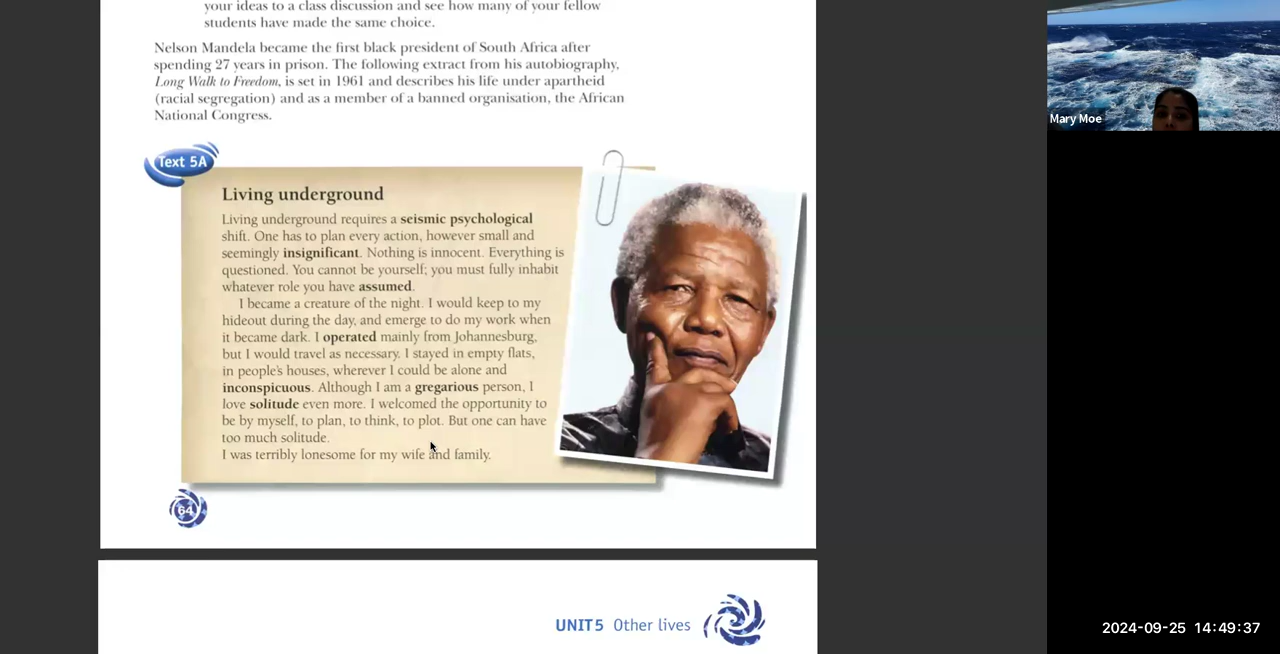 your ideas to a class discussion and see how many of your fellow
students have made the same choice.
Nelson Mandela became the first black president of South Africa after
spending 27 years in prison. The following extract from his autobiography,
Long Walk to Freedom, is set in 1961 and describes his life under apartheid
(racial segregation) and as a member of a banned organisation, the African
National Congress.
Text 5A
Living underground
Living underground requires a seismic psychological
shift. One has to plan every action, however small and
seemingly insignificant. Nothing is innocent. Everything is
questioned. You cannot be yourself; you must fully inhabit
whatever role you have assumed.
I became a creature of the night. I would keep to my
hideout during the day, and emerge to do my work when
it became dark. I operated mainly from Johannesburg,
but I would travel as necessary. I stayed in empty flats,
in people's houses, wherever I could be alone and
inconspicuous. Although I am a gregarious person, I
love solitude even more. I welcomed the opportunity to
be by myself, to plan, to think, to plot. But one can have
too much solitude.
I was terribly lonesome for my wife and family.
64
UNIT 5 Other lives
Mary Moe
2024-09-25 14:49:37